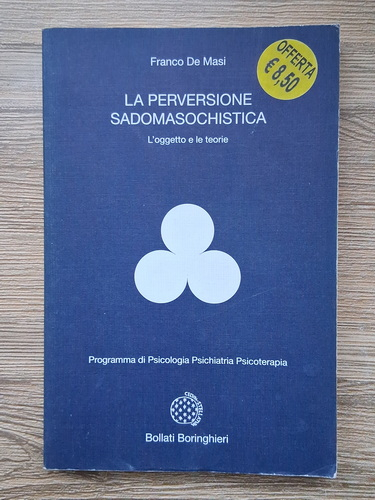 Franco De Masi
OFFERTA
€ 8,50
LA PERVERSIONE
SADOMASOCHISTICA
L'oggetto e le teorie
Programma di Psicologia Psichiatria Psicoterapia
Bollati Boringhieri